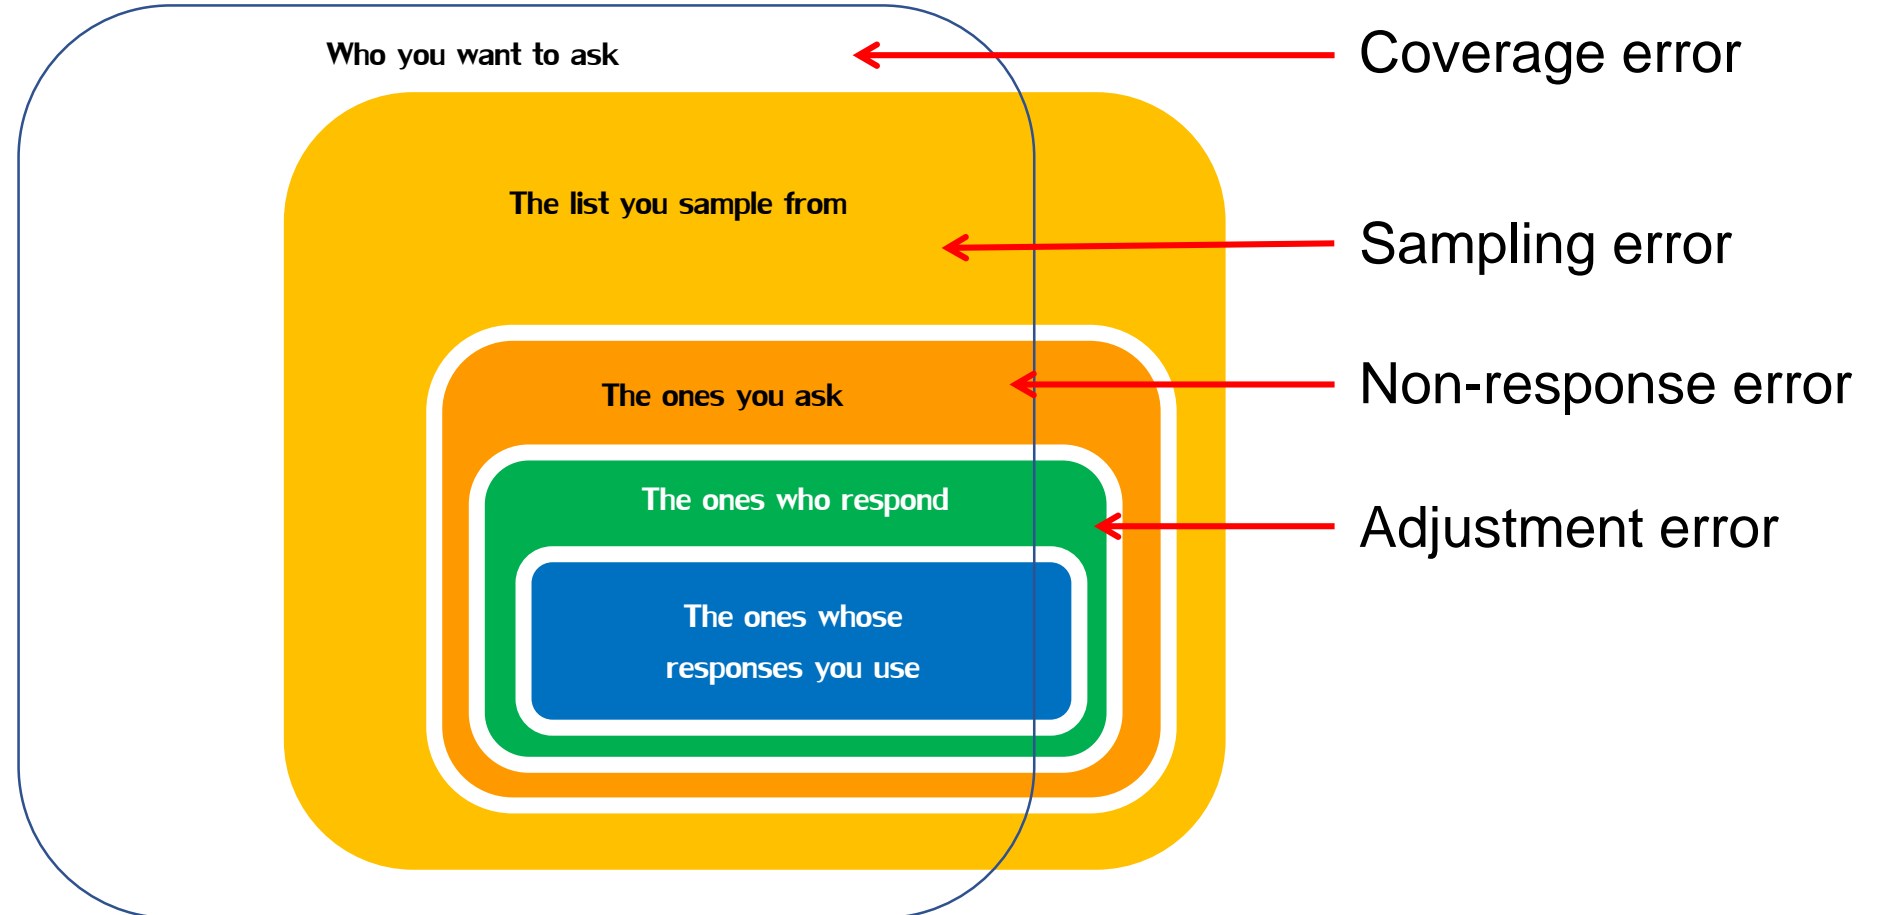 Who you want to ask
Coverage error
The list you sample from
Sampling error
The ones you ask
Non-response error
The ones who respond
Adjustment error
The ones whose
responses you use